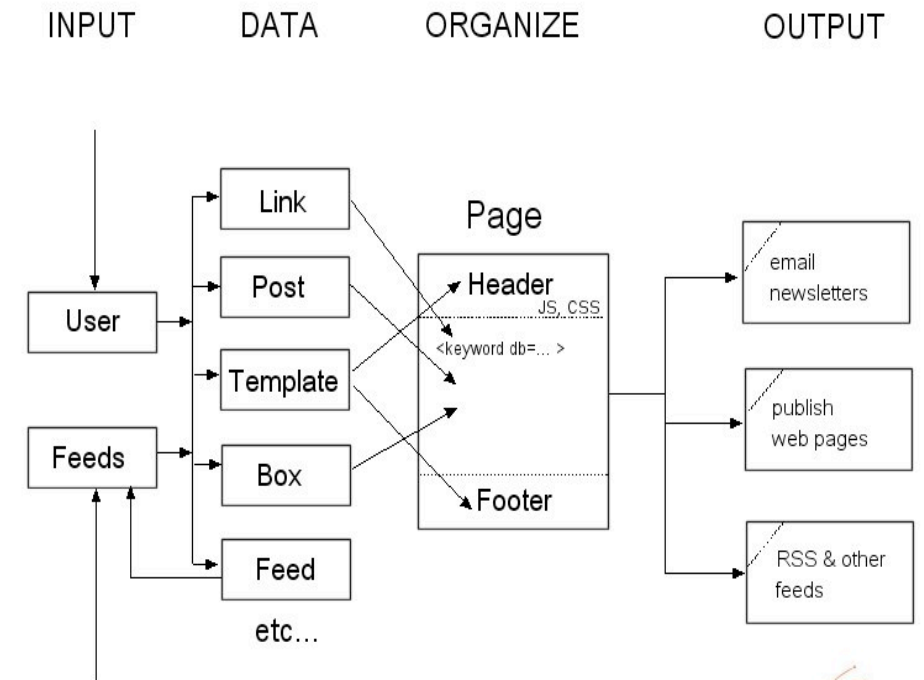 INPUT
DATA
ORGANIZE
OUTPUT
User
Feeds
Link
Post
Template
Box
Feed
etc...
Page
Header
JS, CSS
<keyword db=... >
Footer
email
newsletters
publish
web pages
RSS & other
feeds